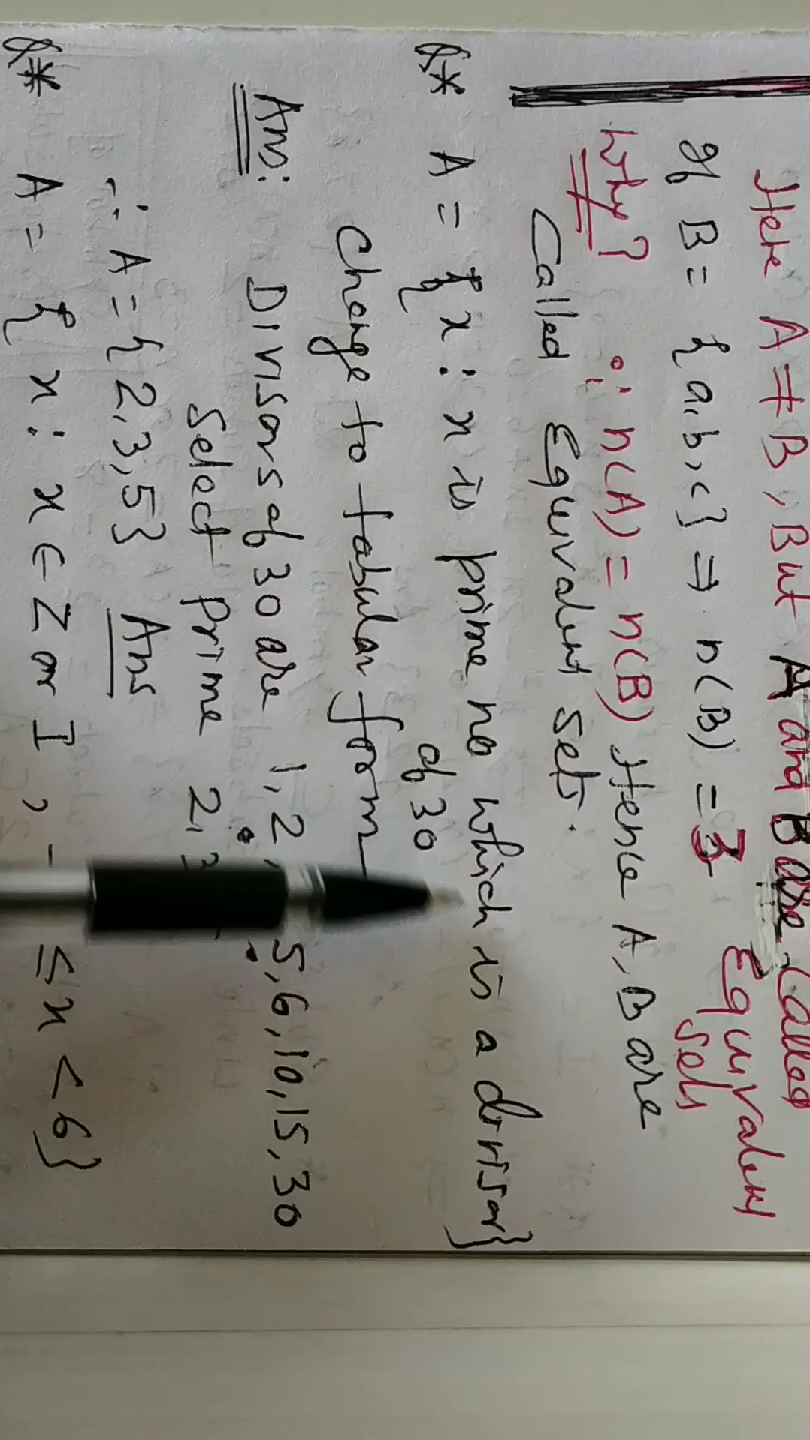 Here A ≠ B, But A and B are Called Equivalent Sets
If B = {a,b,c} ⇒ n(B) = 3
Why? ∵ n(A) = n(B) Hence A, B are
Called Equivalent Sets.
Q* A = {x : x is prime no which is a divisor}
of 30
Change to tabular form
Ans: Divisors of 30 are 1,2, 5,6,10,15,30
Select Prime 2,3
∴ A = {2,3,5} Ans
Q* A = { x : x ∈ Z or I , - ≤ x < 6}